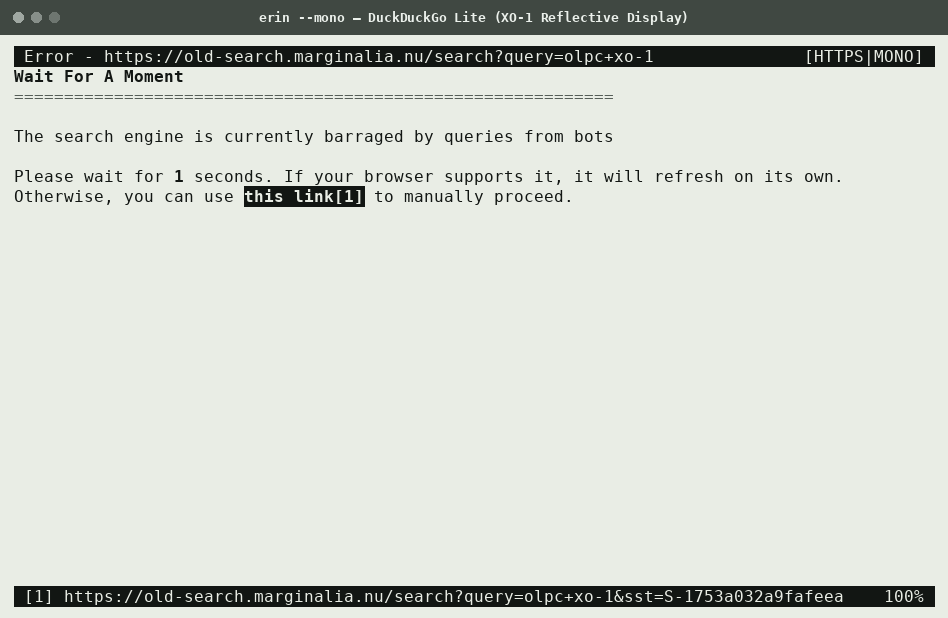 erin --mono — DuckDuckGo Lite (XO-1 Reflective Display)
Error - https://old-search.marginalia.nu/search?query=olpc+xo-1 [HTTPS|MONO]
Wait For A Moment
============================================================
The search engine is currently barraged by queries from bots
Please wait for 1 seconds. If your browser supports it, it will refresh on its own.
Otherwise, you can use this link[1] to manually proceed.
[1] https://old-search.marginalia.nu/search?query=olpc+xo-1&sst=S-1753a032a9fafeea 100%